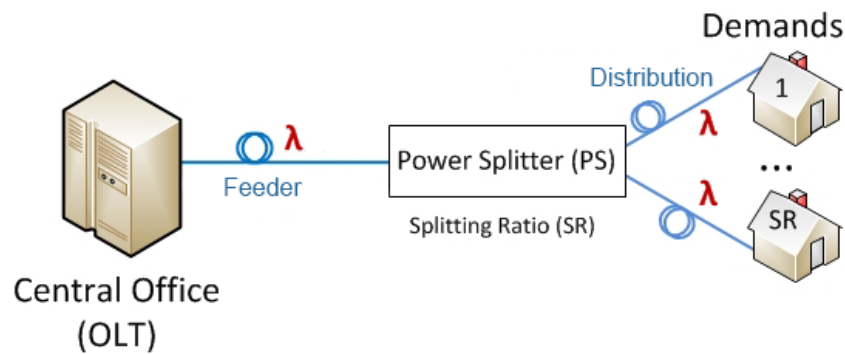 Demands
Distribution
1
λ
λ
Feeder
Power Splitter (PS)
λ
...
SR
Splitting Ratio (SR)
Central Office
(OLT)